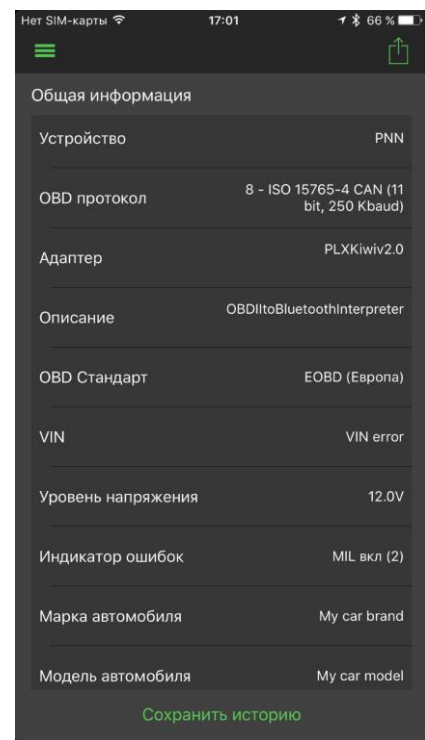 Нет SIM-карты 17:01 66 %
Общая информация
Устройство PNN
OBD протокол 8 - ISO 15765-4 CAN (11
bit, 250 Kbaud)
Адаптер PLXKiwiv2.0
Описание OBDIItoBluetoothInterpreter
OBD Стандарт EOBD (Европа)
VIN VIN error
Уровень напряжения 12.0V
Индикатор ошибок MIL вкл (2)
Марка автомобиля My car brand
Модель автомобиля My car model
Сохранить историю